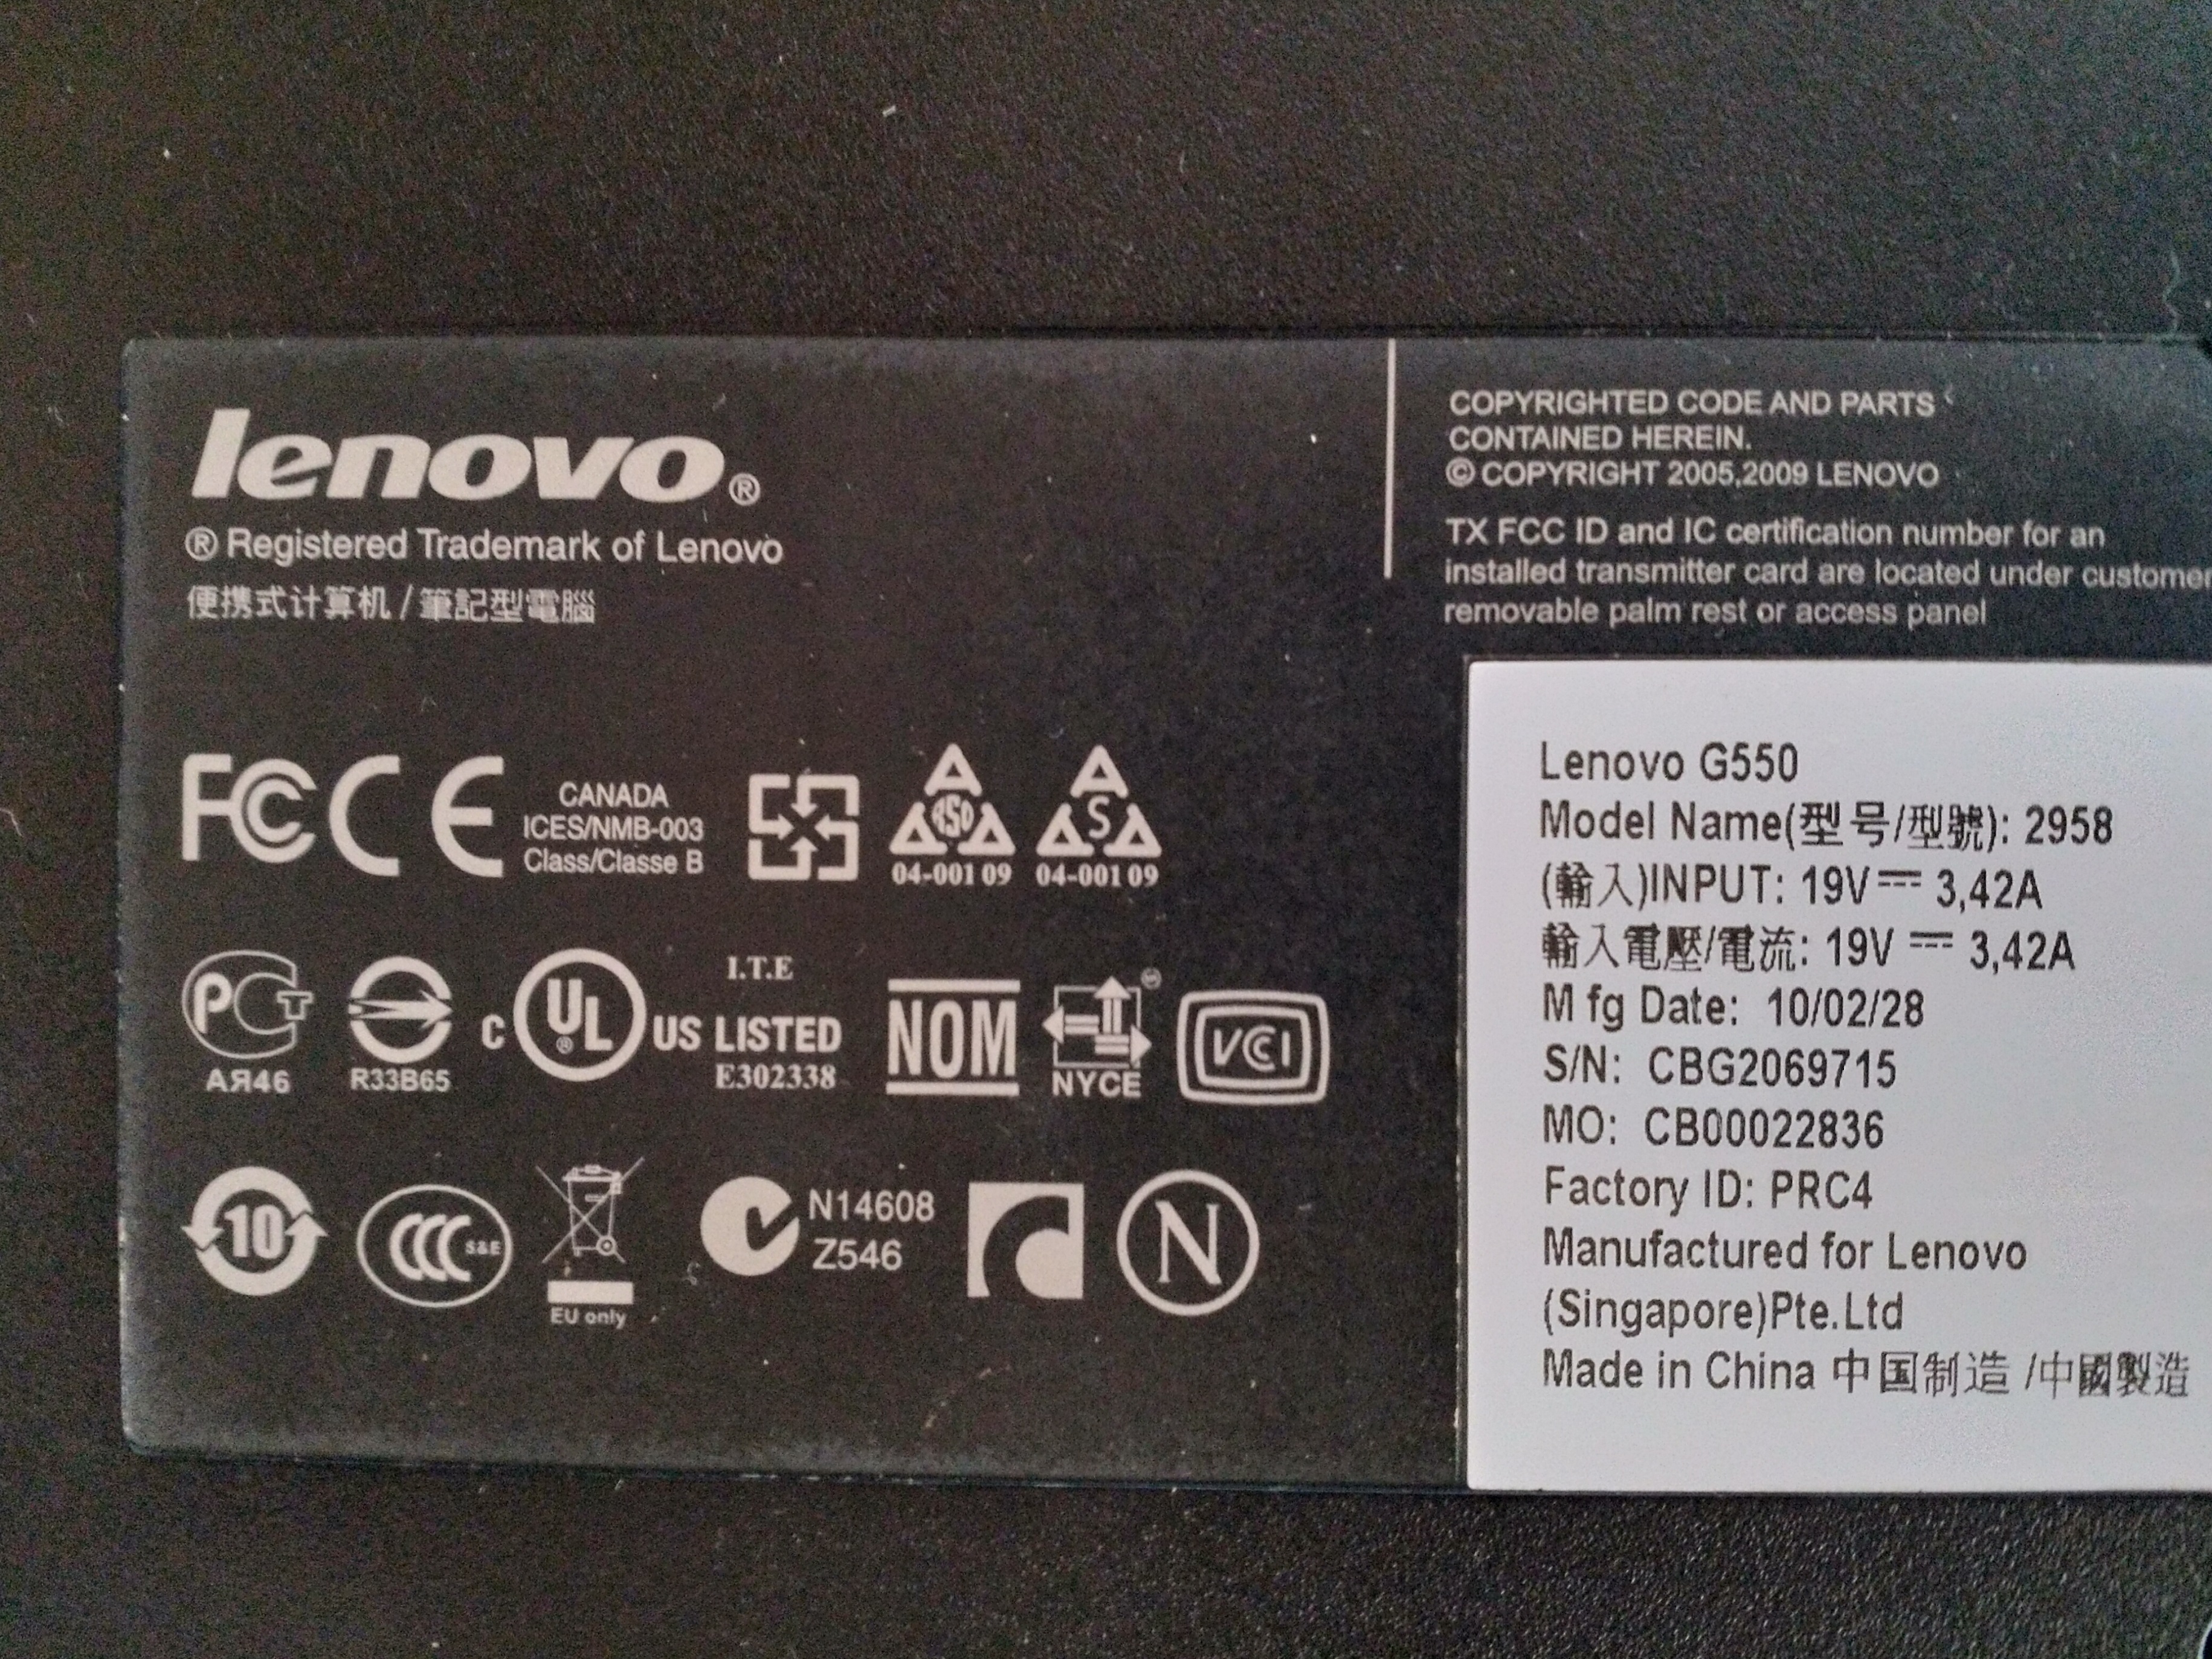 lenovo®
® Registered Trademark of Lenovo
便携式计算机 / 筆記型電腦
COPYRIGHTED CODE AND PARTS
CONTAINED HEREIN.
© COPYRIGHT 2005,2009 LENOVO
TX FCC ID and IC certification number for an
installed transmitter card are located under customer
removable palm rest or access panel
FC CE
CANADA
ICES/NMB-003
Class/Classe B
A
BSD
04-001 09
A
S
04-001 09
PCT
АЯ46
R33B65
C UL® US
I.T.E
LISTED
E302338
NOM
NYCE
VCI
10
CCC S&E
EU only
N14608
Z546
N
Lenovo G550
Model Name(型号/型號): 2958
(輸入)INPUT: 19V⎓ 3,42A
輸入電壓/電流: 19V ⎓ 3,42A
M fg Date: 10/02/28
S/N: CBG2069715
MO: CB00022836
Factory ID: PRC4
Manufactured for Lenovo
(Singapore)Pte.Ltd
Made in China 中国制造 /中國製造